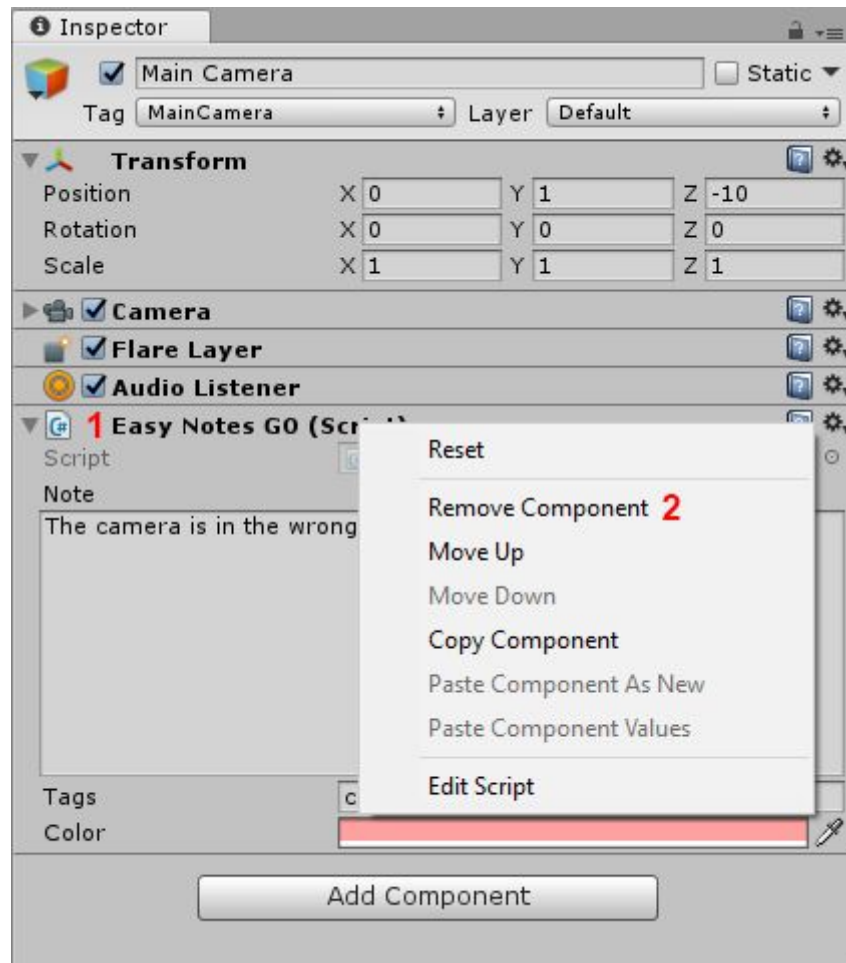 Inspector
Main Camera Static
Tag MainCamera Layer Default
Transform
Position X 0 Y 1 Z -10
Rotation X 0 Y 0 Z 0
Scale X 1 Y 1 Z 1
Camera
Flare Layer
Audio Listener
1 Easy Notes GO (Script)
Script
Note
The camera is in the wrong
Reset
Remove Component 2
Move Up
Move Down
Copy Component
Paste Component As New
Paste Component Values
Edit Script
Tags c
Color
Add Component